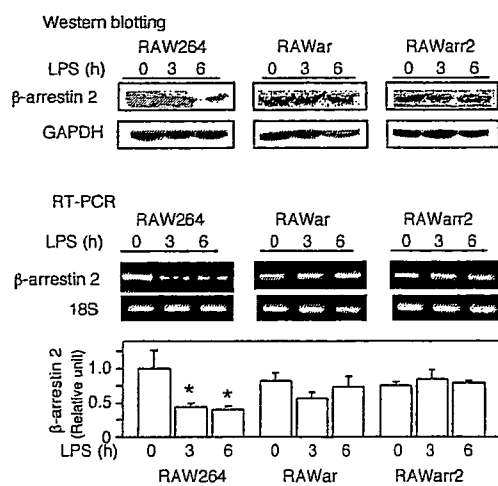 Western blotting
RAW264 RAWar RAWarr2
LPS (h) 0 3 6 0 3 6 0 3 6
β-arrestin 2
GAPDH
RT-PCR
RAW264 RAWar RAWarr2
LPS (h) 0 3 6 0 3 6 0 3 6
β-arrestin 2
18S
β-arrestin 2
(Relative unit)
1.0
0.5
0
* *
LPS (h) 0 3 6 0 3 6 0 3 6
RAW264 RAWar RAWarr2